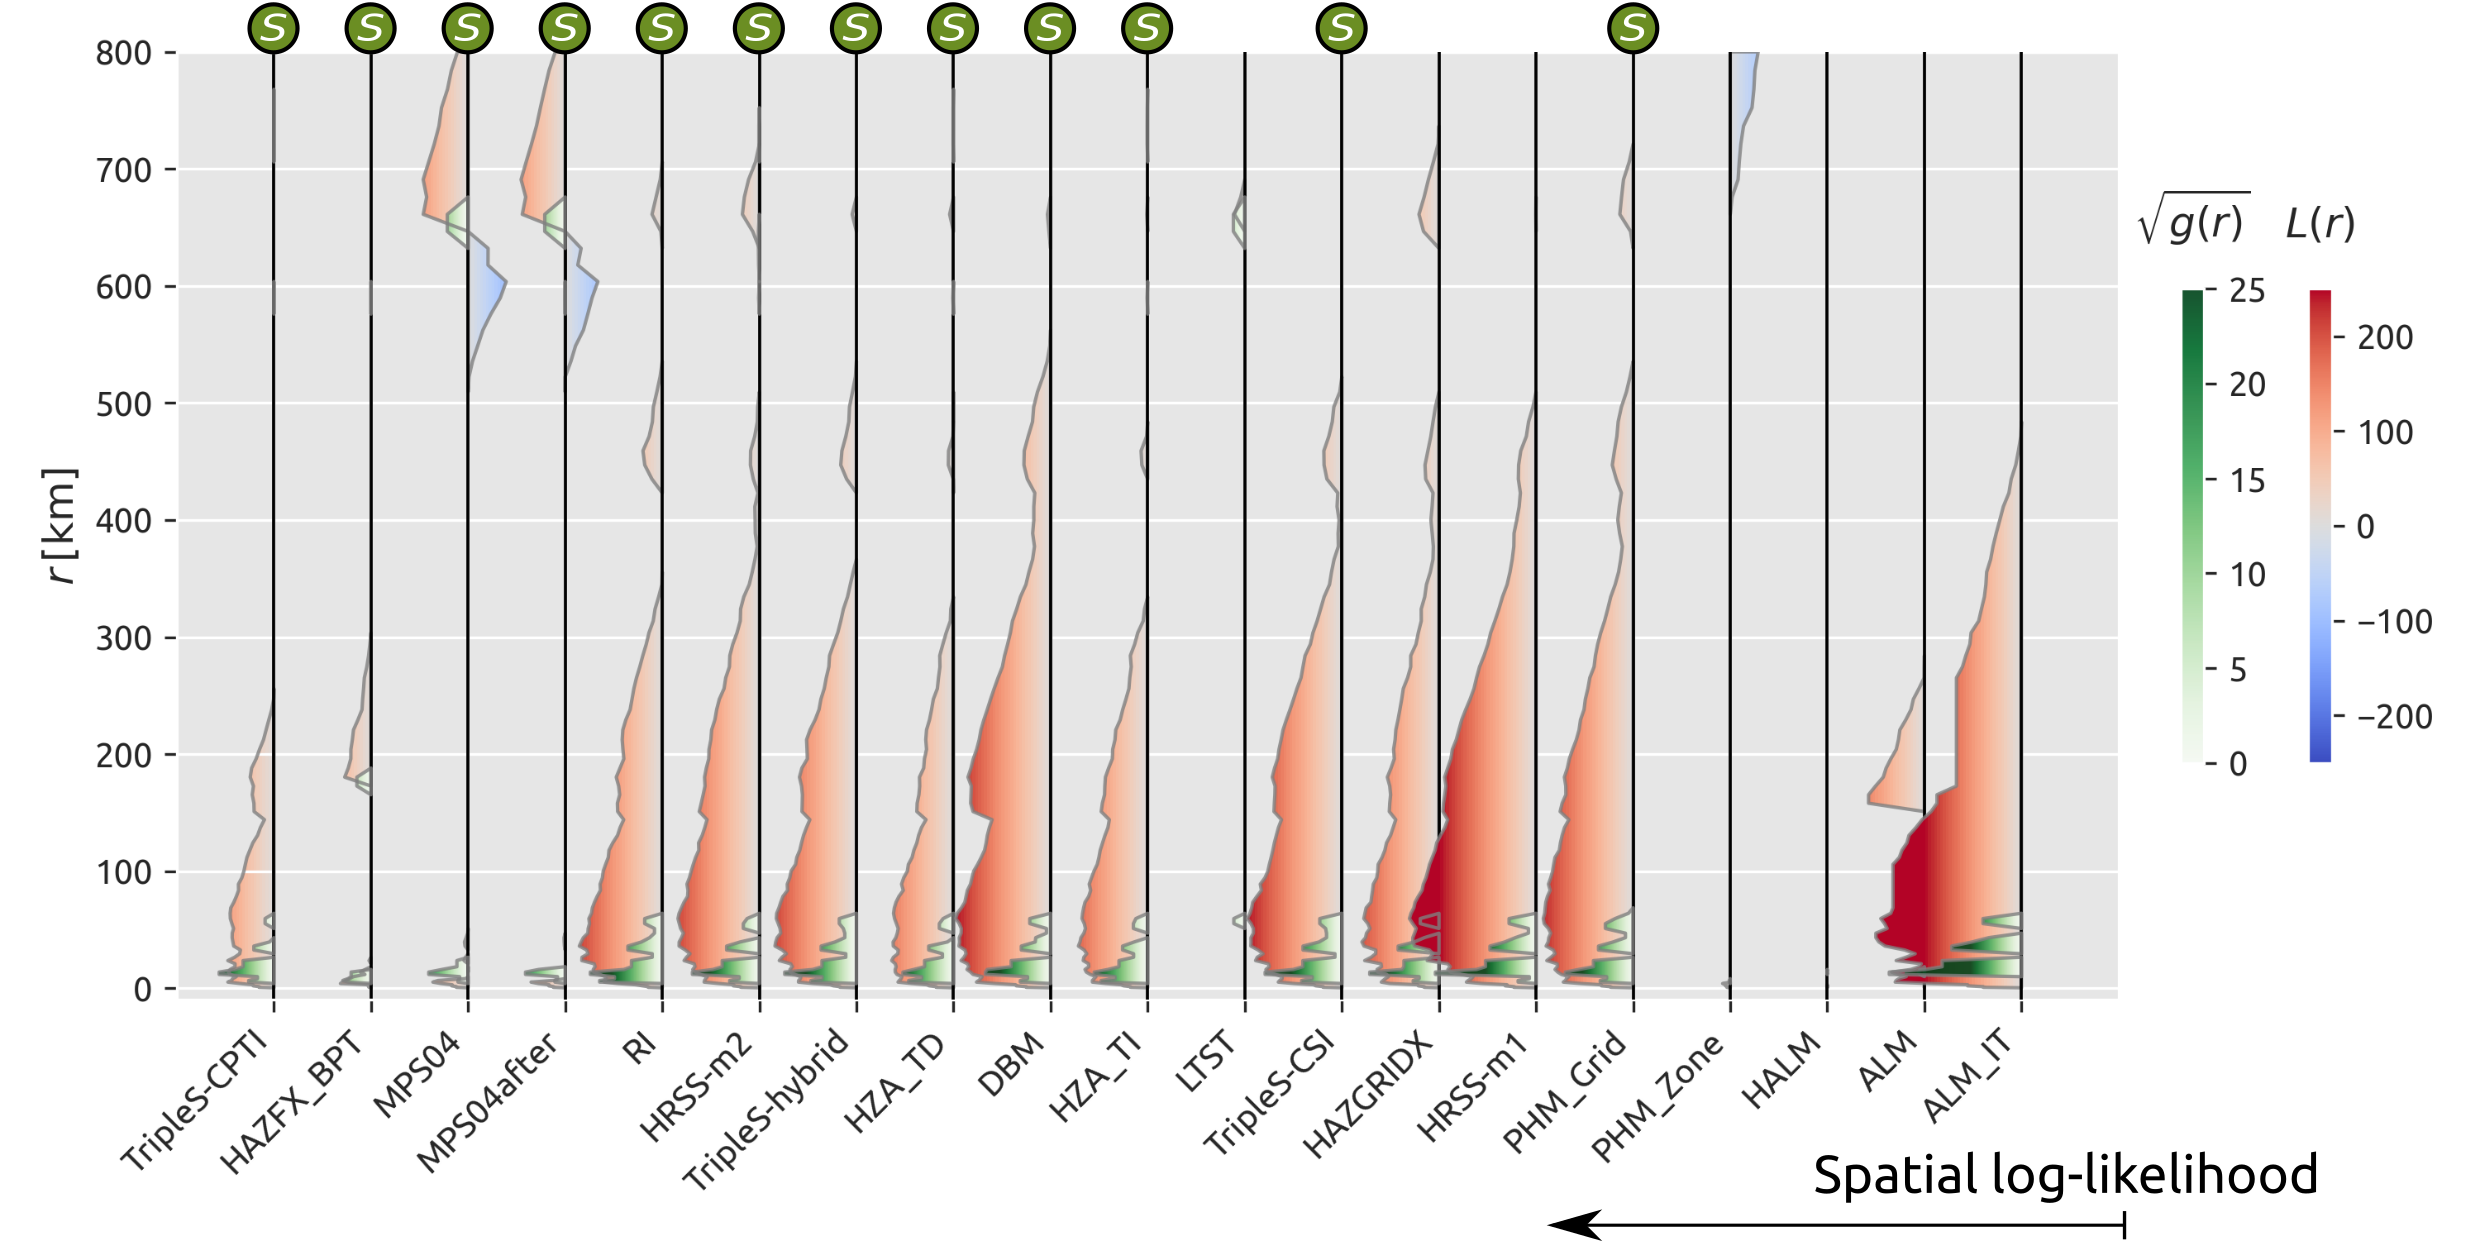 S S S S S S S S S S S S
800
700
600
500
400
300
200
100
0
r[km]
√g(r) L(r)
25
20
15
10
5
0
200
100
0
−100
−200
TripleS-CPTI
HAZFX_BPT
MPS04
MPS04after
RI
HRSS-m2
TripleS-hybrid
HZA_TD
DBM
HZA_TI
LTST
TripleS-CSI
HAZGRIDX
HRSS-m1
PHM_Grid
PHM_Zone
HALM
ALM
ALM_IT
Spatial log-likelihood